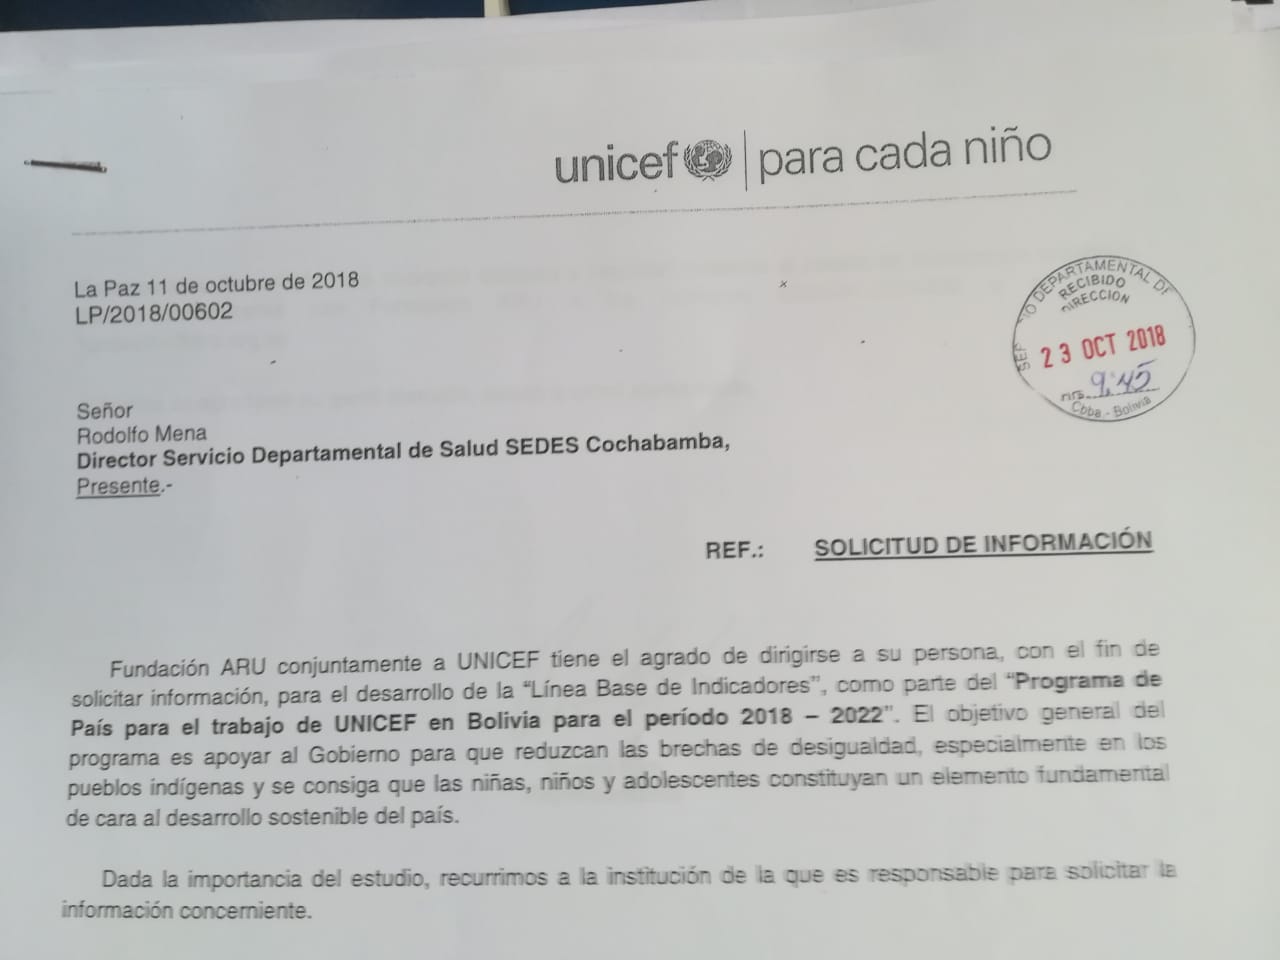 unicef para cada niño
La Paz 11 de octubre de 2018
LP/2018/00602
DEPARTAMENTAL DE
RECIBIDO
DIRECCION
23 OCT 2018
9:45
Cbba - Bolivia
Señor
Rodolfo Mena
Director Servicio Departamental de Salud SEDES Cochabamba,
Presente.-
REF.: SOLICITUD DE INFORMACIÓN
Fundación ARU conjuntamente a UNICEF tiene el agrado de dirigirse a su persona, con el fin de
solicitar información, para el desarrollo de la “Línea Base de Indicadores”, como parte del “Programa de
País para el trabajo de UNICEF en Bolivia para el período 2018 – 2022”. El objetivo general del
programa es apoyar al Gobierno para que reduzcan las brechas de desigualdad, especialmente en los
pueblos indígenas y se consiga que las niñas, niños y adolescentes constituyan un elemento fundamental
de cara al desarrollo sostenible del país.
Dada la importancia del estudio, recurrimos a la institución de la que es responsable para solicitar la
información concerniente.